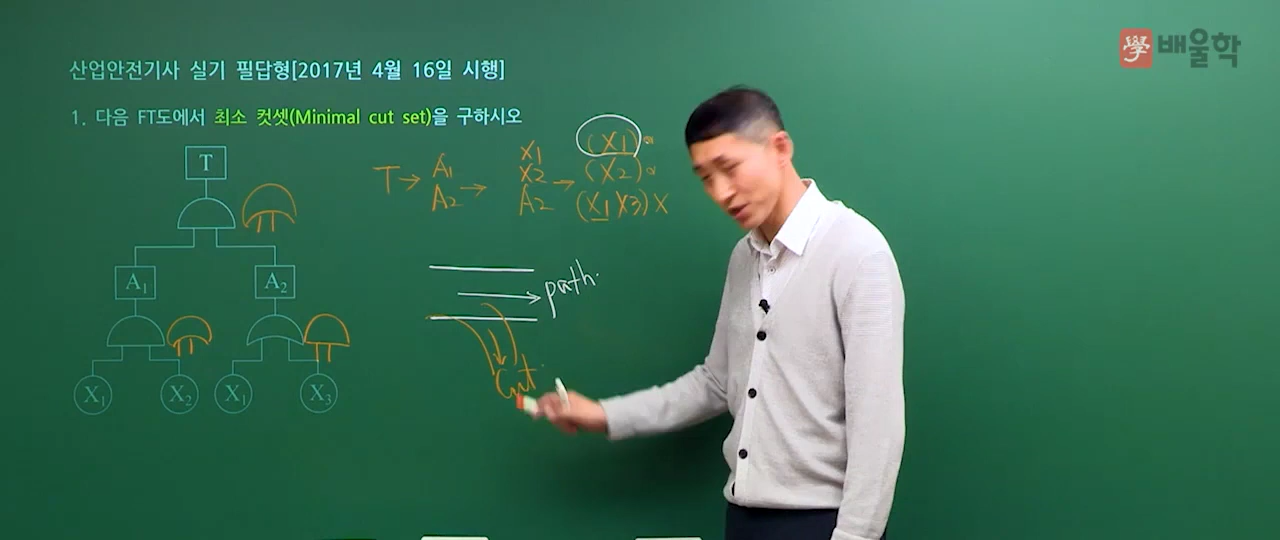 學배울학
산업안전기사 실기 필답형[2017년 4월 16일 시행]
1. 다음 FT도에서 최소 컷셋(Minimal cut set)을 구하시오
T
A1
A2
X1
X2
X1
X3
T → A1 → X1 → (X1)
A2 X2 (X2)
A2 (X1 X3) X
path.
Cut.